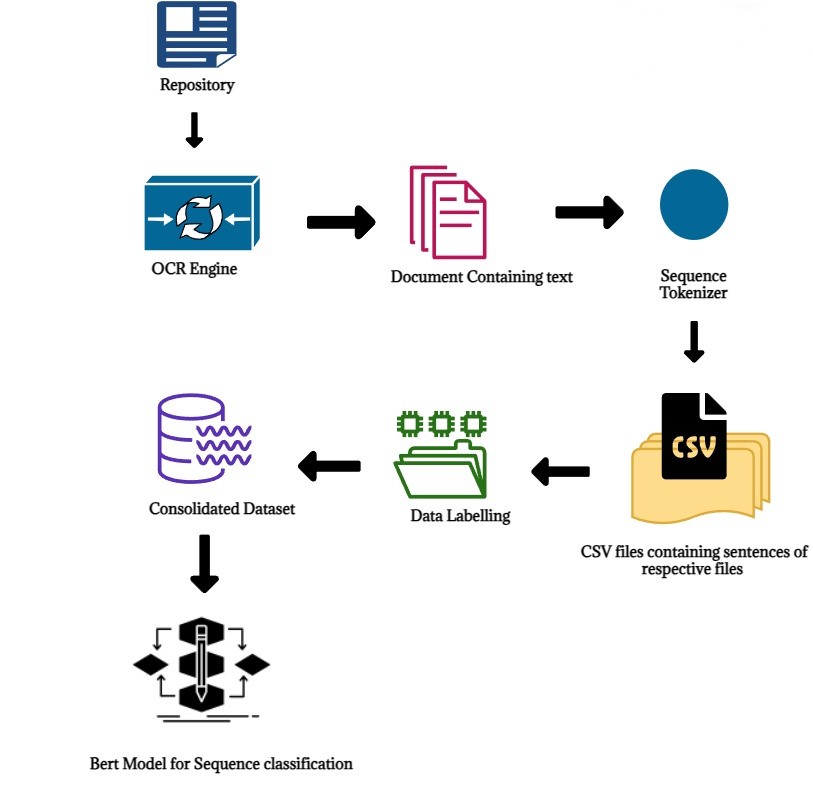 Repository
OCR Engine
Document Containing text
Sequence
Tokenizer
CSV
CSV files containing sentences of
respective files
Data Labelling
Consolidated Dataset
Bert Model for Sequence classification